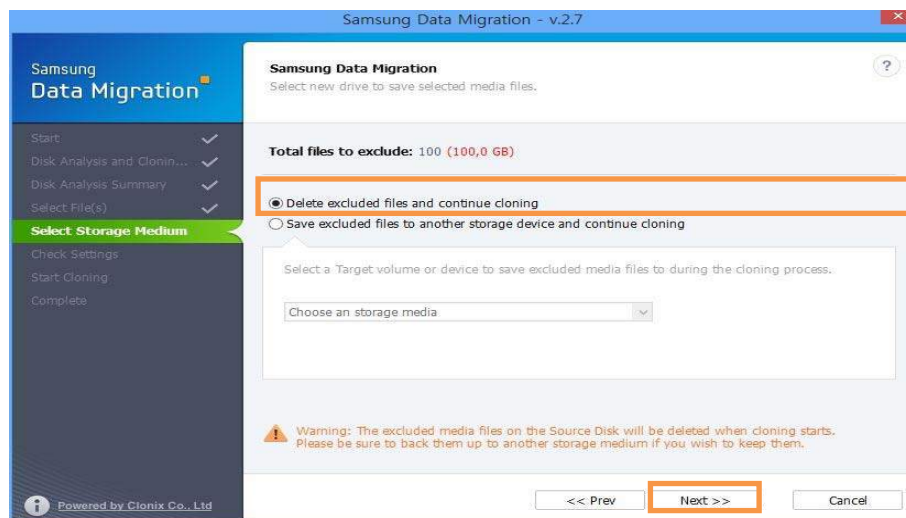 Samsung Data Migration - v.2.7
Samsung
Data Migration
Start
Disk Analysis and Clonin...
Disk Analysis Summary
Select File(s)
Select Storage Medium
Check Settings
Start Cloning
Complete
Powered by Clonix Co., Ltd
Samsung Data Migration
Select new drive to save selected media files.
?
Total files to exclude: 100 (100,0 GB)
Delete excluded files and continue cloning
Save excluded files to another storage device and continue cloning
Select a Target volume or device to save excluded media files to during the cloning process.
Choose an storage media
Warning: The excluded media files on the Source Disk will be deleted when cloning starts.
Please be sure to back them up to another storage medium if you wish to keep them.
<< Prev
Next >>
Cancel